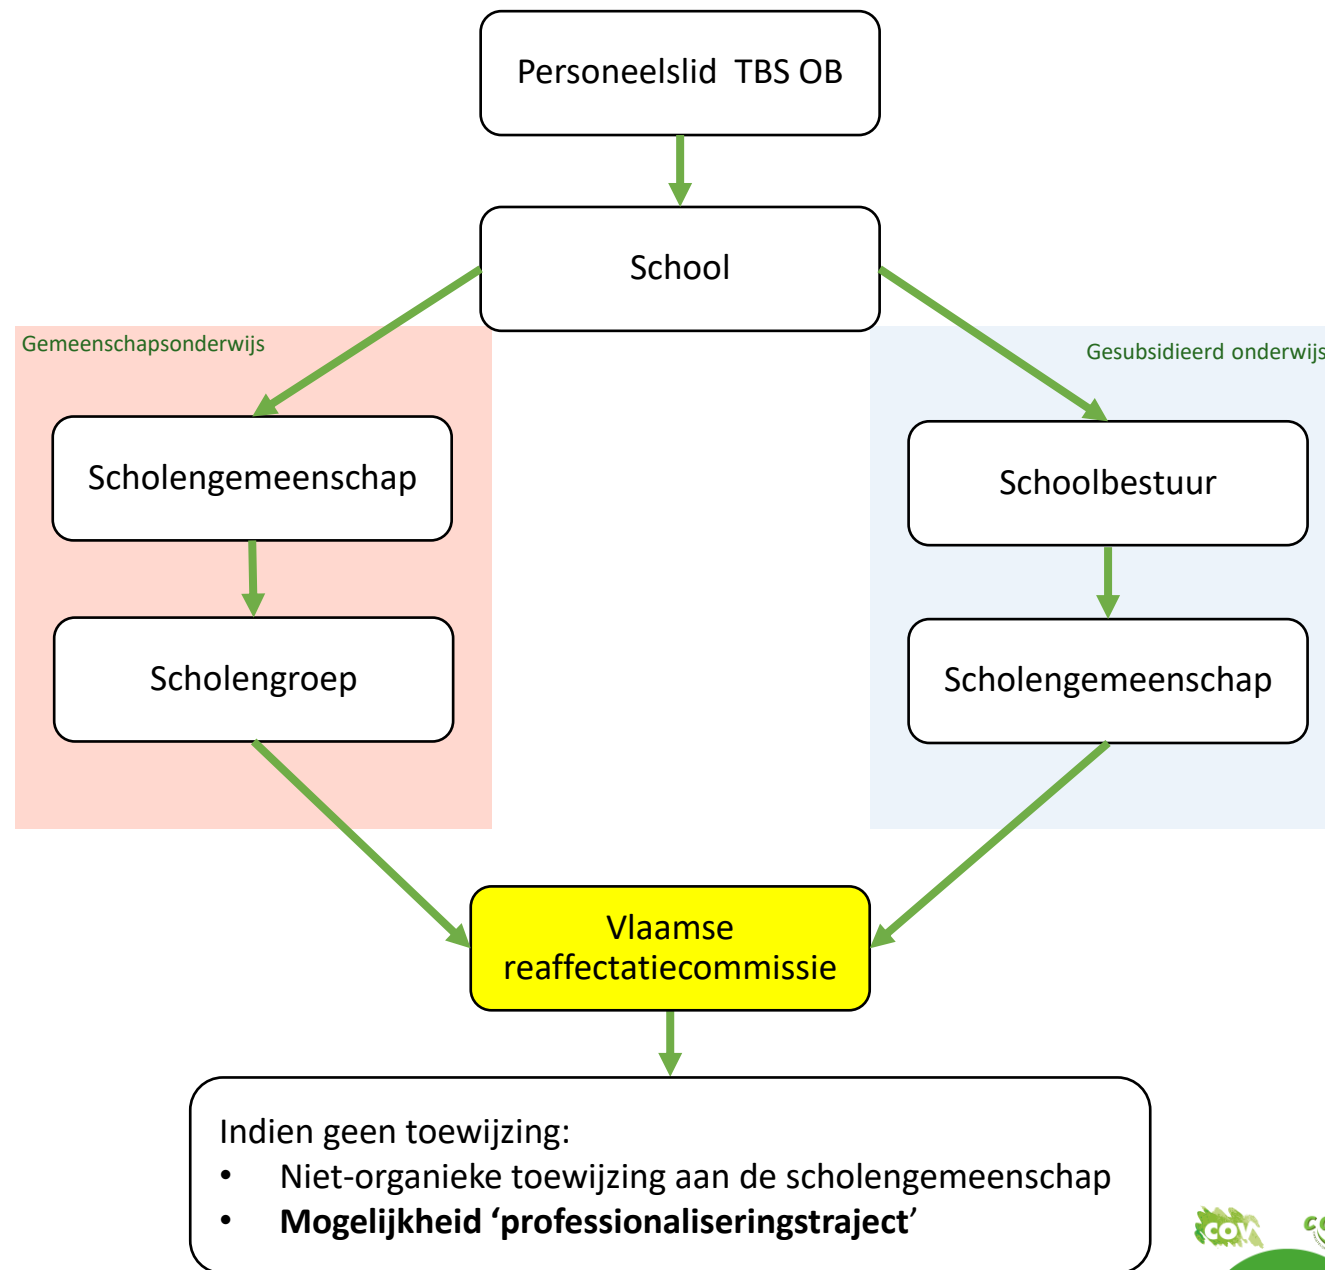 Personeelslid  TBS OB
School
Gemeenschapsonderwijs
Gesubsidieerd onderwijs
Scholengemeenschap
Schoolbestuur
Scholengroep
Scholengemeenschap
Vlaamse
reaffectatiecommissie
Indien geen toewijzing:
• Niet-organieke toewijzing aan de scholengemeenschap
• Mogelijkheid ‘professionaliseringstraject’
cov